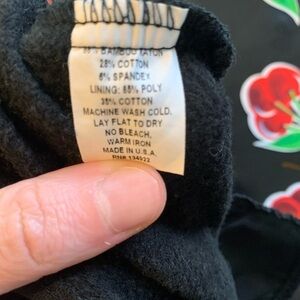 BAMBOO RAYON
28% COTTON
6% SPANDEX
LINING: 65% POLY
35% COTTON
MACHINE WASH COLD.
LAY FLAT TO DRY
NO BLEACH.
WARM IRON
MADE IN U.S.A.
RN#